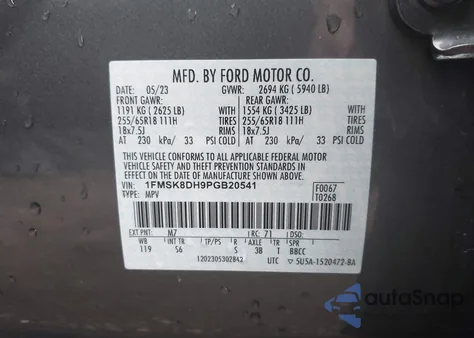 MFD. BY FORD MOTOR CO.
DATE: 05/23 GVWR: 2694 KG ( 5940 LB)
FRONT GAWR: REAR GAWR:
1191 KG ( 2625 LB) 1554 KG ( 3425 LB)
255/65R18 111H TIRES 255/65R18 111H TIRES
18x7.5J RIMS 18x7.5J RIMS
AT 230 kPa/ 33 PSI COLD AT 230 kPa/ 33 PSI COLD
THIS VEHICLE CONFORMS TO ALL APPLICABLE FEDERAL MOTOR
VEHICLE SAFETY AND THEFT PREVENTION STANDARDS IN
EFFECT ON THE DATE OF MANUFACTURE SHOWN ABOVE.
VIN: 1FMSK8DH9PGB20541 F0067
TYPE: MPV T0268
EXT PNT: M7 RC: 71 DSO:
WB INT TR TP/PS R AXLE TR SPR
119 S6 S 3B T BBCC
1202305302842 UTC 5U5A-1520472-BA
AutoSnap